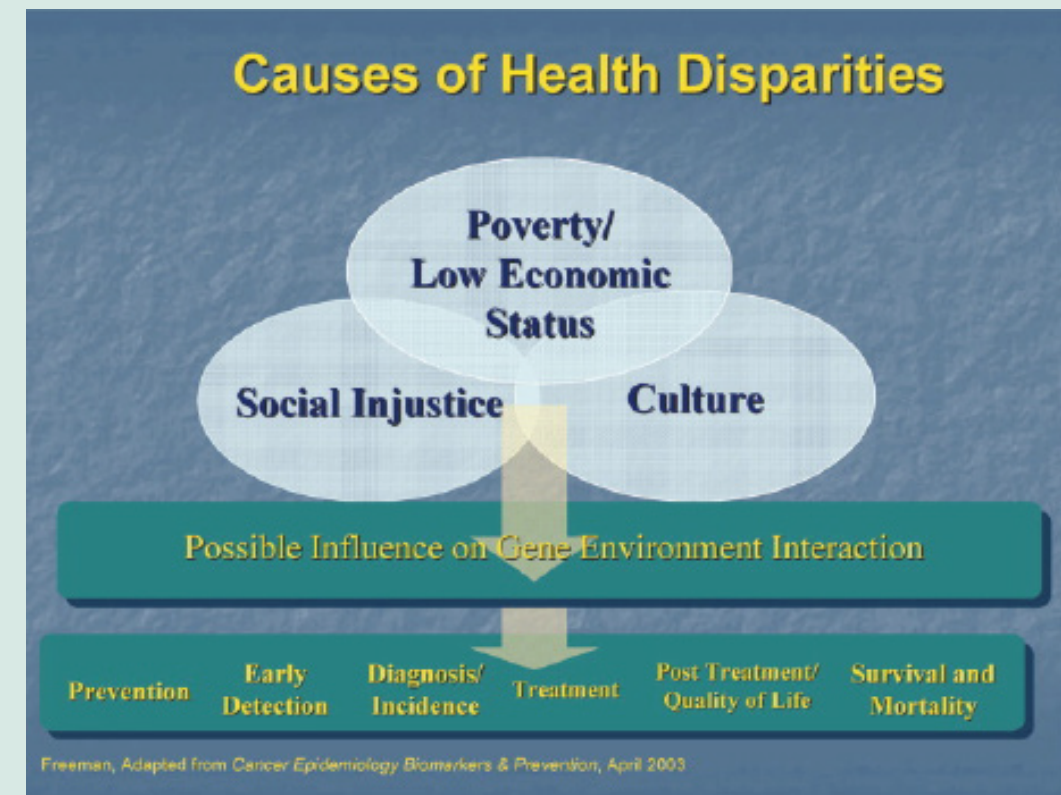 Causes of Health Disparities
Poverty/
Low Economic
Status
Social Injustice
Culture
Possible Influence on Gene Environment Interaction
Prevention
Early
Detection
Diagnosis/
Incidence
Treatment
Post Treatment/
Quality of Life
Survival and
Mortality
Freeman, Adapted from Cancer Epidemiology Biomarkers & Prevention, April 2003